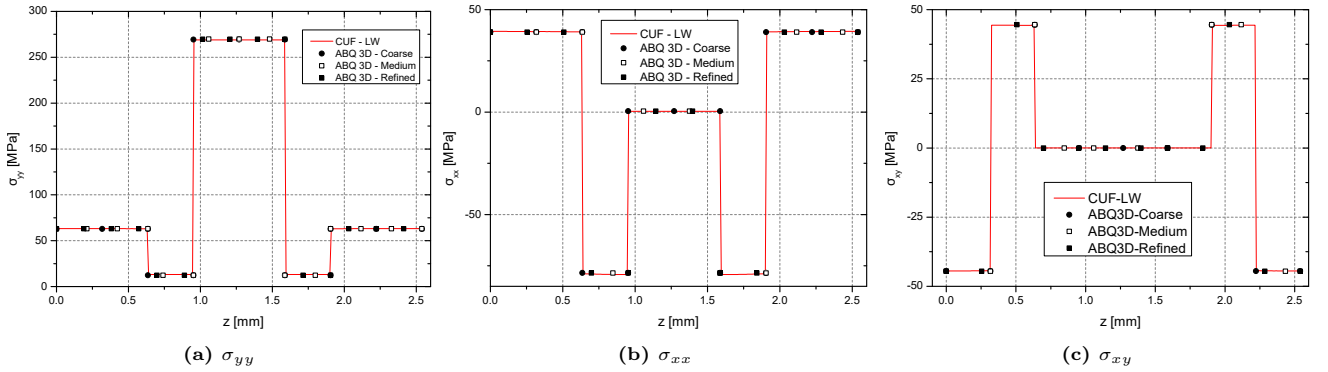 300
250
200
150
100
50
0
σyy [MPa]
0.0 0.5 1.0 1.5 2.0 2.5
z [mm]
CUF - LW
ABQ 3D - Coarse
ABQ 3D - Medium
ABQ 3D - Refined
(a) σyy
50
0
-50
σxx [MPa]
0.0 0.5 1.0 1.5 2.0 2.5
z [mm]
CUF - LW
ABQ 3D - Coarse
ABQ 3D - Medium
ABQ 3D - Refined
(b) σxx
50
25
0
-25
-50
σxy [MPa]
0.0 0.5 1.0 1.5 2.0 2.5
z [mm]
CUF-LW
ABQ3D-Coarse
ABQ3D-Medium
ABQ3D-Refined
(c) σxy